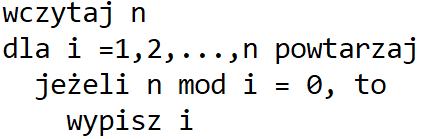 wczytaj n
dla i =1,2,...,n powtarzaj
  jeżeli n mod i = 0, to
    wypisz i